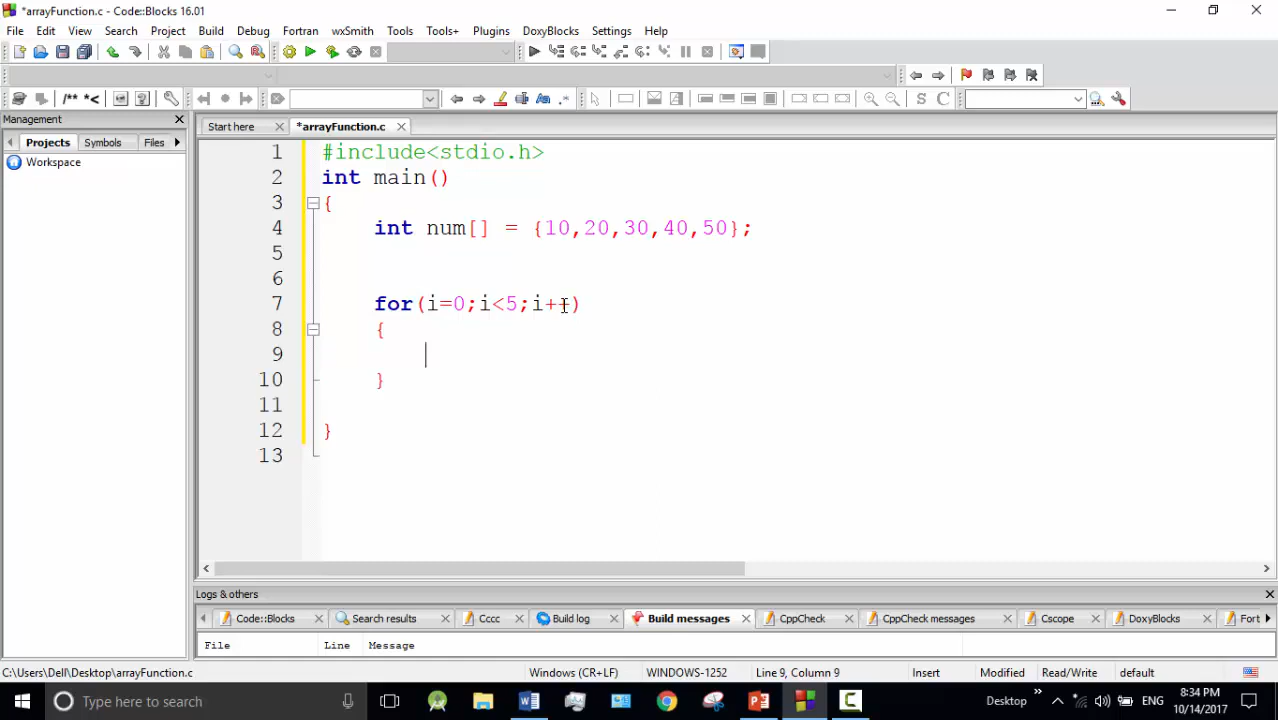 *arrayFunction.c - Code::Blocks 16.01
File Edit View Search Project Build Debug Fortran wxSmith Tools Tools+ Plugins DoxyBlocks Settings Help
/** *<
S C
Management
Start here *arrayFunction.c
Projects Symbols Files
Workspace
1 #include<stdio.h>
2 int main()
3 {
4 int num[] = {10,20,30,40,50};
5
6
7 for(i=0;i<5;i++)
8 {
9
10 }
11
12 }
13
Logs & others
Code::Blocks Search results Cccc Build log Build messages CppCheck CppCheck messages Cscope DoxyBlocks Fort
File Line Message
C:\Users\Dell\Desktop\arrayFunction.c Windows (CR+LF) WINDOWS-1252 Line 9, Column 9 Insert Modified Read/Write default
Type here to search Desktop ENG 8:34 PM
10/14/2017